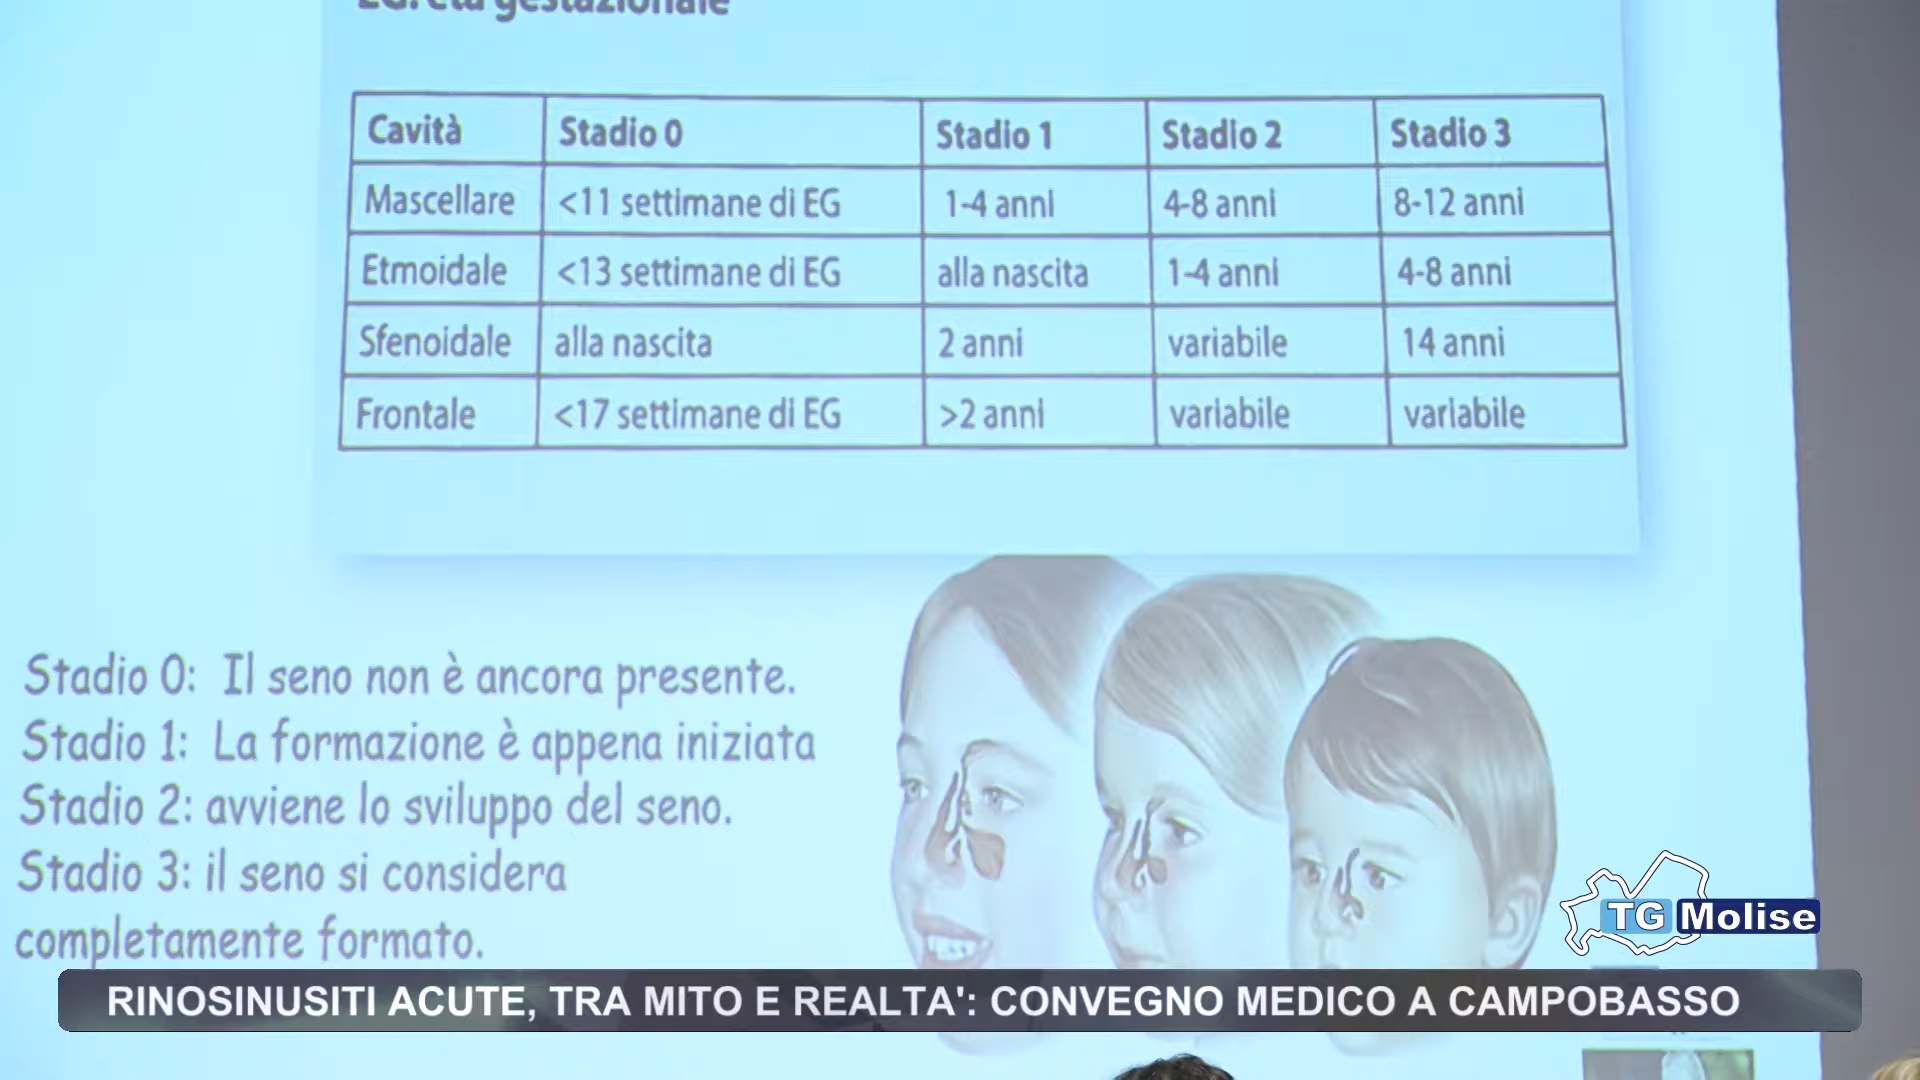 EG: età gestazionale
Cavità Stadio 0 Stadio 1 Stadio 2 Stadio 3
Mascellare <11 settimane di EG 1-4 anni 4-8 anni 8-12 anni
Etmoidale <13 settimane di EG alla nascita 1-4 anni 4-8 anni
Sfenoidale alla nascita 2 anni variabile 14 anni
Frontale <17 settimane di EG >2 anni variabile variabile
Stadio 0: Il seno non è ancora presente.
Stadio 1: La formazione è appena iniziata
Stadio 2: avviene lo sviluppo del seno.
Stadio 3: il seno si considera
completamente formato.
TG Molise
RINOSINUSITI ACUTE, TRA MITO E REALTA': CONVEGNO MEDICO A CAMPOBASSO